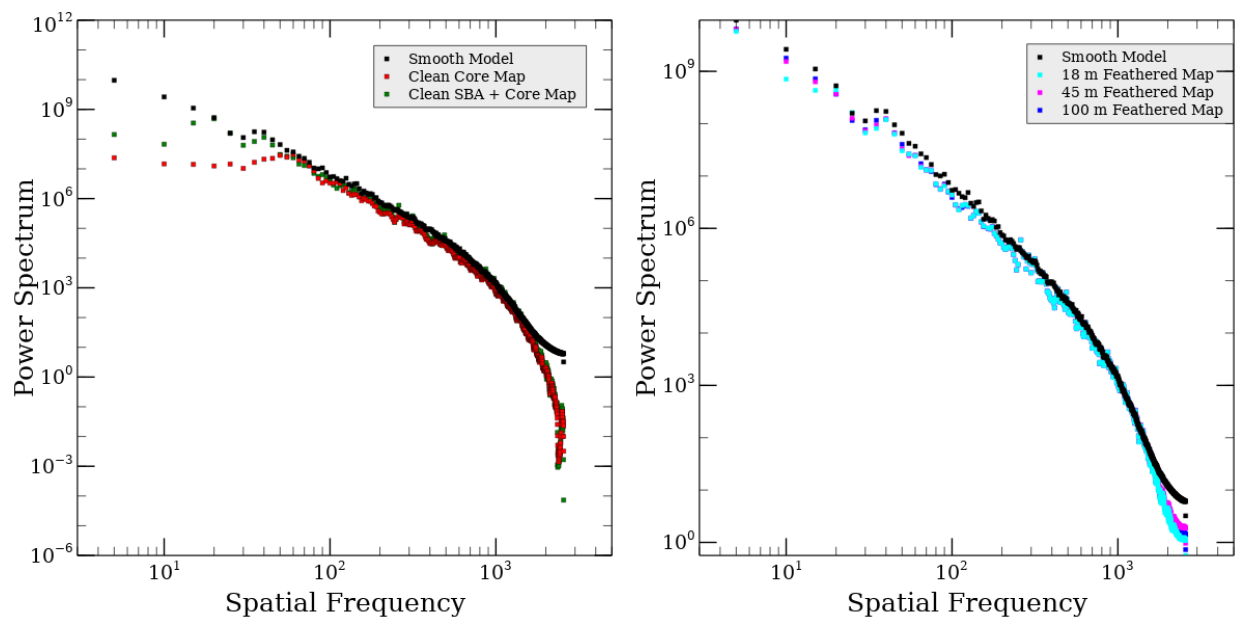 10^12
10^9
10^6
10^3
10^0
10^−3
10^−6
Power Spectrum
Smooth Model
Clean Core Map
Clean SBA + Core Map
10^1
10^2
10^3
Spatial Frequency
10^9
10^6
10^3
10^0
Power Spectrum
Smooth Model
18 m Feathered Map
45 m Feathered Map
100 m Feathered Map
10^1
10^2
10^3
Spatial Frequency